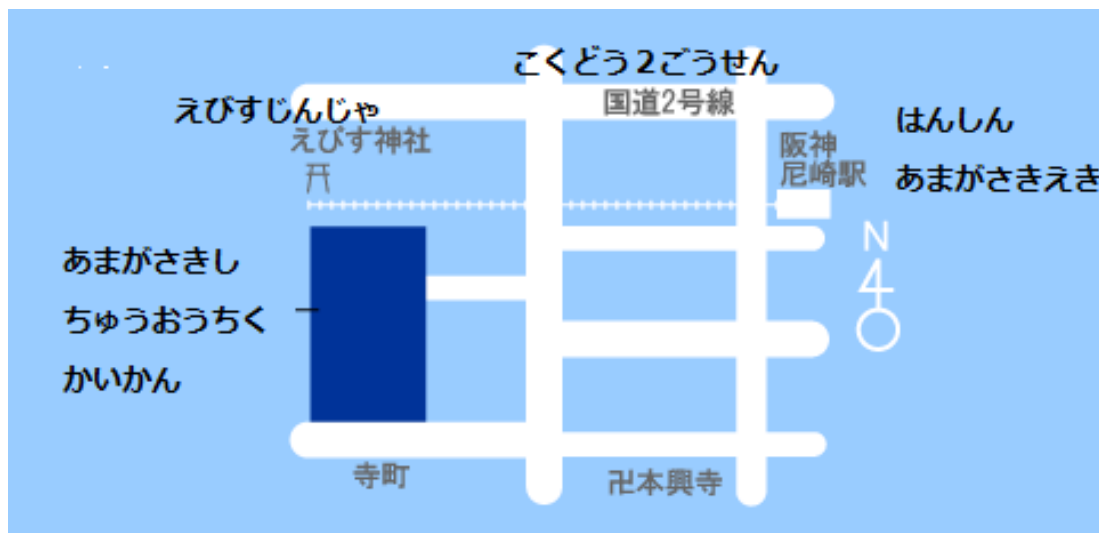 こくどう２ごうせん
国道2号線
えびすじんじゃ
えびす神社
はんしん
あまがさきえき
阪神
尼崎駅
N
あまがさきし
ちゅうおうちく
かいかん
寺町
卍本興寺